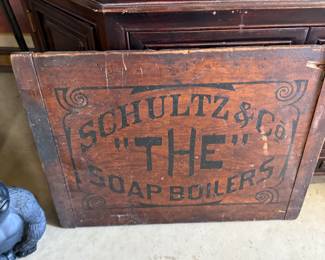 SCHULTZ & Co.
"THE"
SOAP BOILERS